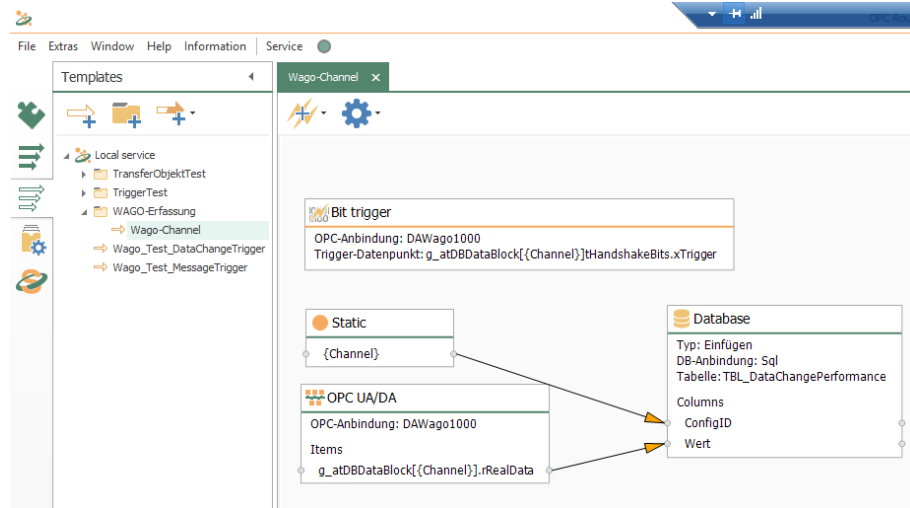 OPC Rou
File Extras Window Help Information Service
Templates
Wago-Channel
Local service
TransferObjektTest
TriggerTest
WAGO-Erfassung
Wago-Channel
Wago_Test_DataChangeTrigger
Wago_Test_MessageTrigger
Bit trigger
OPC-Anbindung: DAWago1000
Trigger-Datenpunkt: g_atDBDataBlock[{Channel}]tHandshakeBits.xTrigger
Static
{Channel}
OPC UA/DA
OPC-Anbindung: DAWago1000
Items
g_atDBDataBlock[{Channel}].rRealData
Database
Typ: Einfügen
DB-Anbindung: Sql
Tabelle: TBL_DataChangePerformance
Columns
ConfigID
Wert